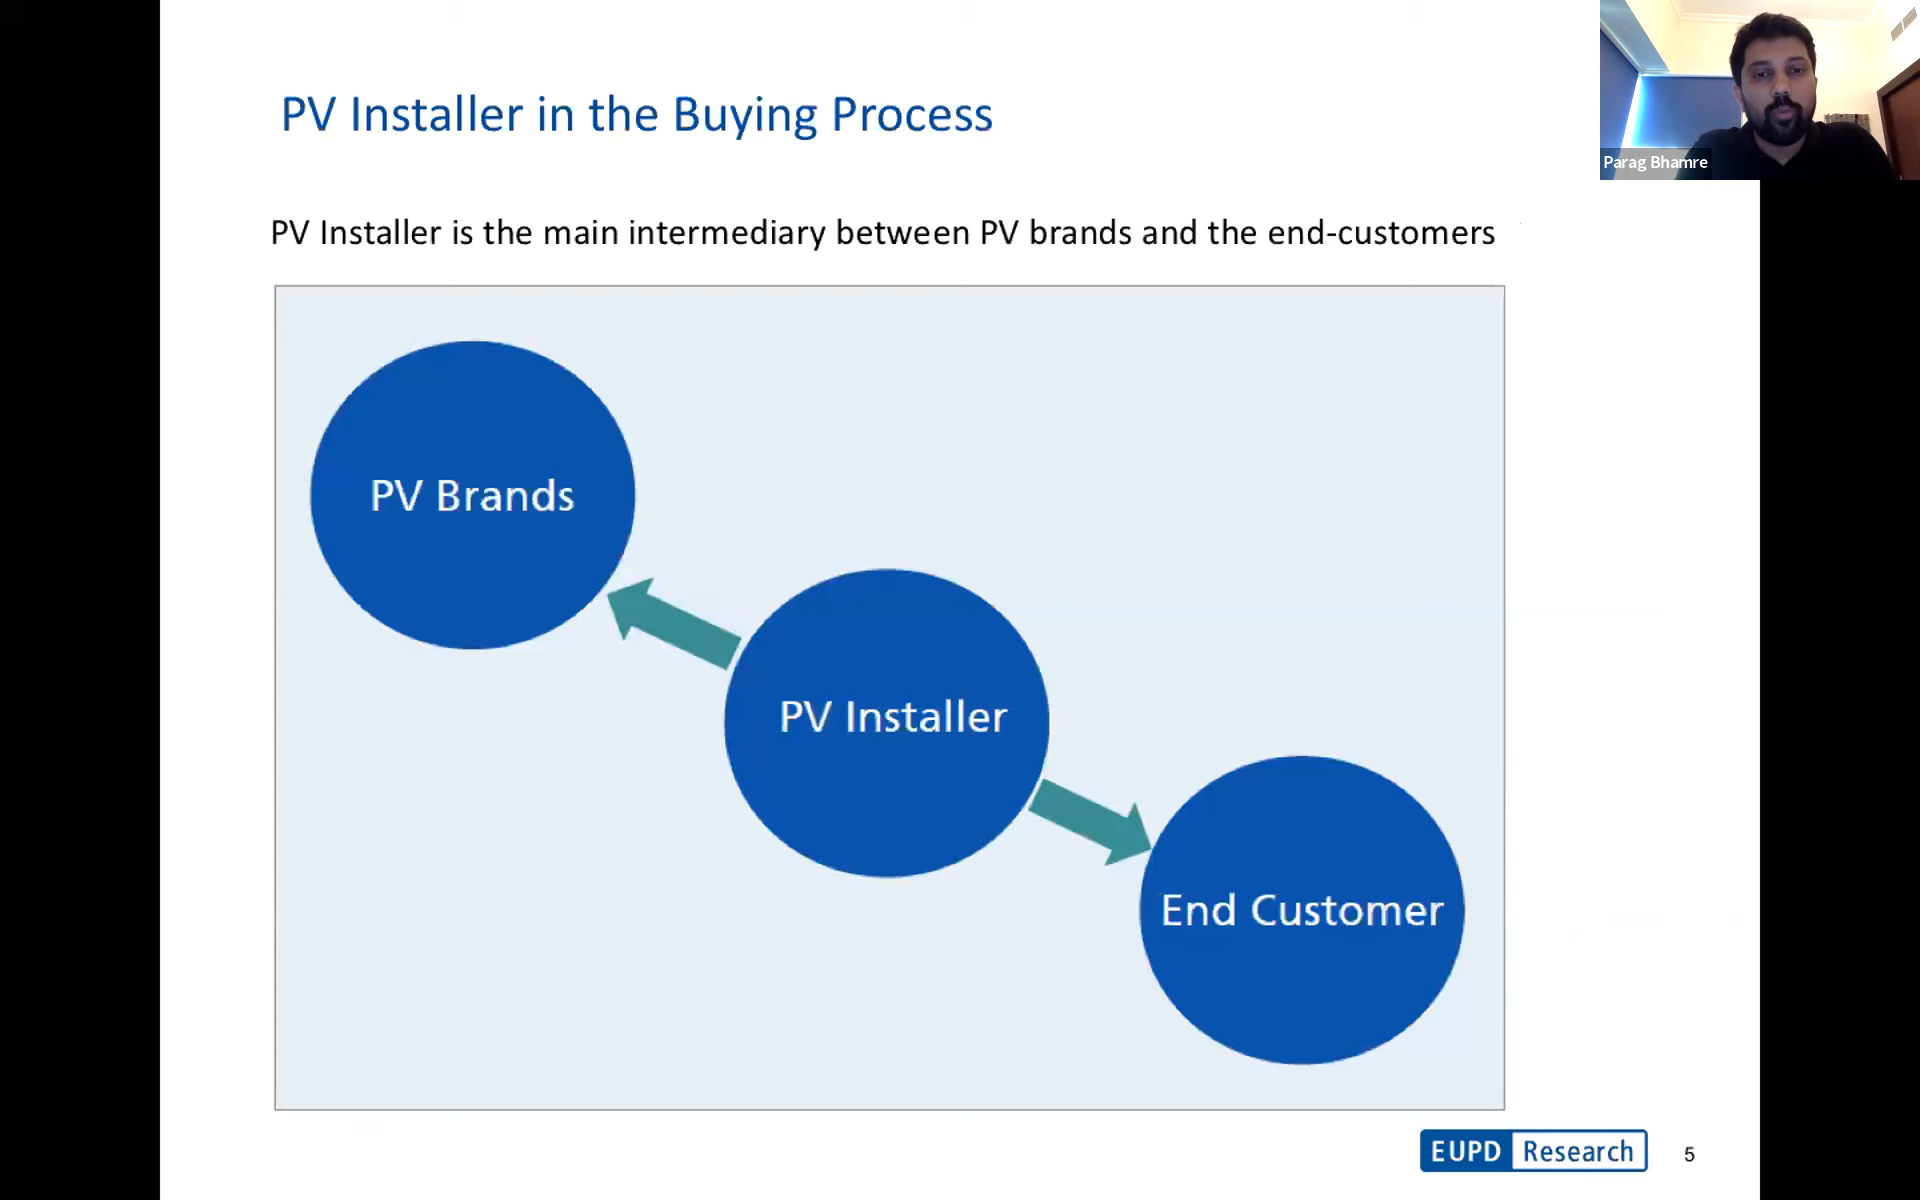 PV Installer in the Buying Process
Parag Bhamre
PV Installer is the main intermediary between PV brands and the end-customers
PV Brands
PV Installer
End Customer
EUPD Research
5